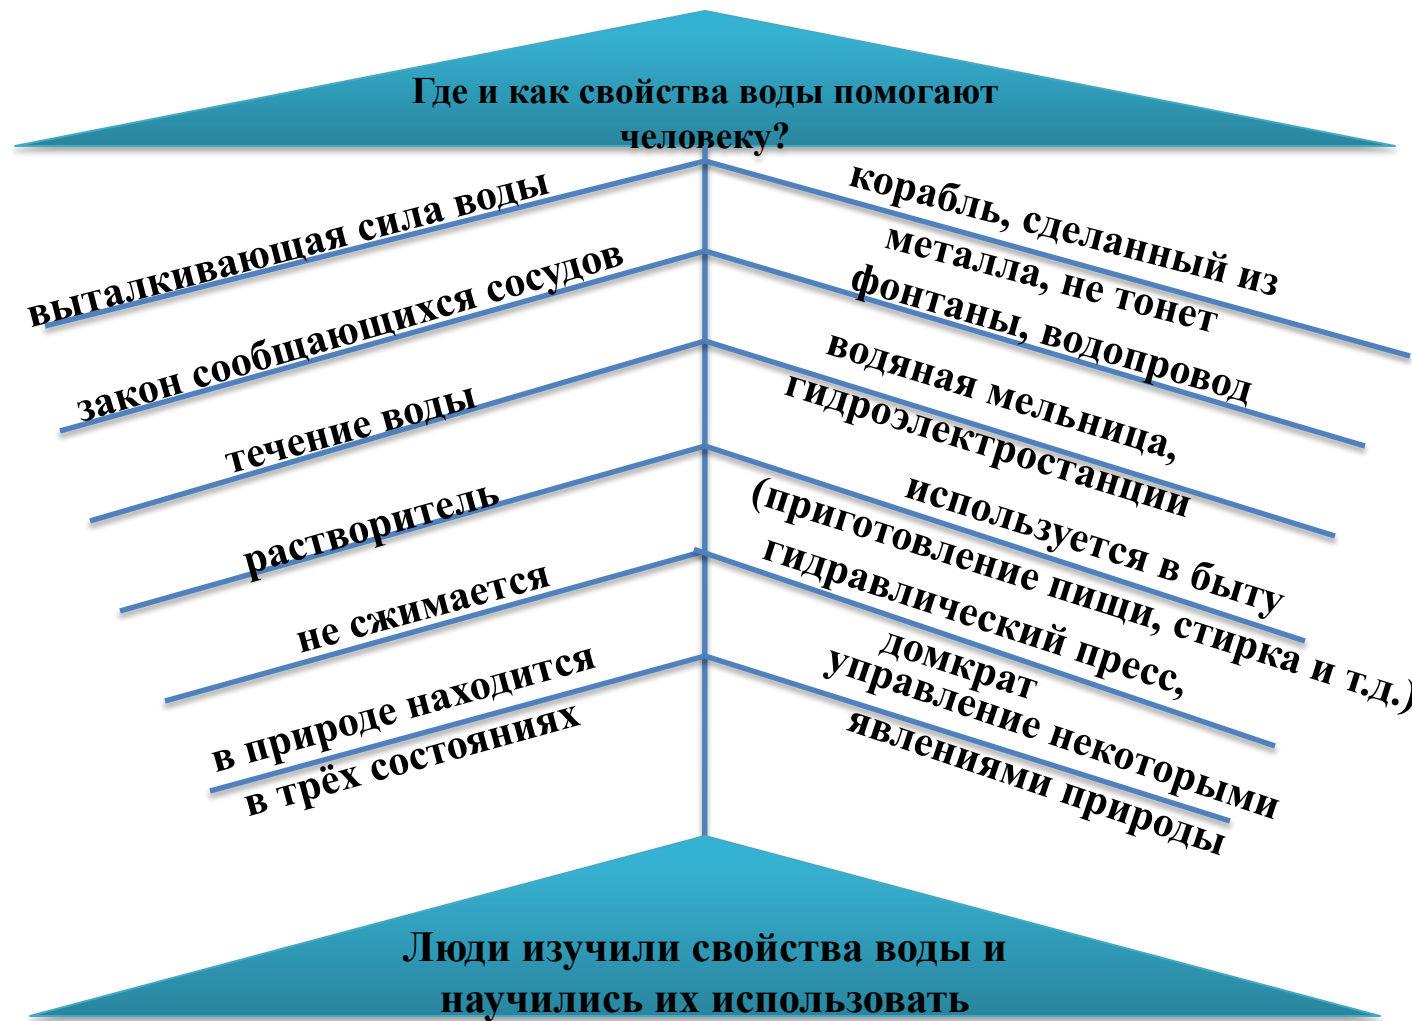 Где и как свойства воды помогают
человеку?
выталкивающая сила воды
корабль, сделанный из
металла, не тонет
закон сообщающихся сосудов
фонтаны, водопровод
течение воды
водяная мельница,
гидроэлектростанции
растворитель
используется в быту
(приготовление пищи, стирка и т.д.)
не сжимается
гидравлический пресс,
домкрат
в природе находится
в трёх состояниях
управление некоторыми
явлениями природы
Люди изучили свойства воды и
научились их использовать